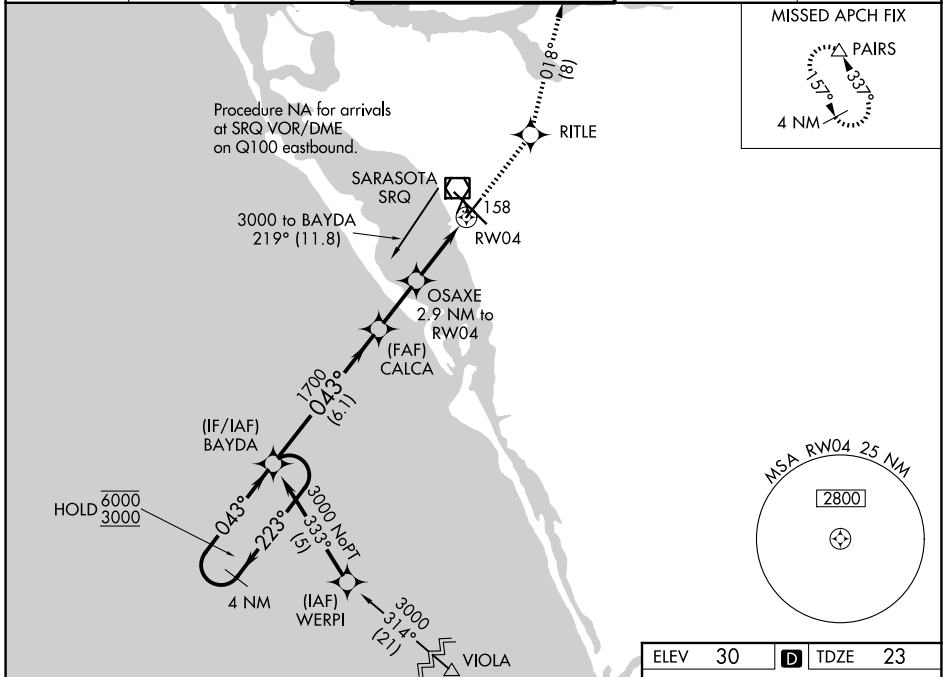 MISSED APCH FIX
PAIRS
157°
337°
4 NM
018°
(8)
Procedure NA for arrivals
at SRQ VOR/DME
on Q100 eastbound.
RITLE
SARASOTA
SRQ
158
RW04
3000 to BAYDA
219° (11.8)
OSAXE
2.9 NM to
RW04
(FAF)
CALCA
1700
043°
(6.1)
(IF/IAF)
BAYDA
HOLD 6000
3000
043°
223°
3000 NoPT
333°
(5)
4 NM
(IAF)
WERPI
3000
314°
(21)
VIOLA
MSA RW04 25 NM
2800
ELEV 30 D TDZE 23